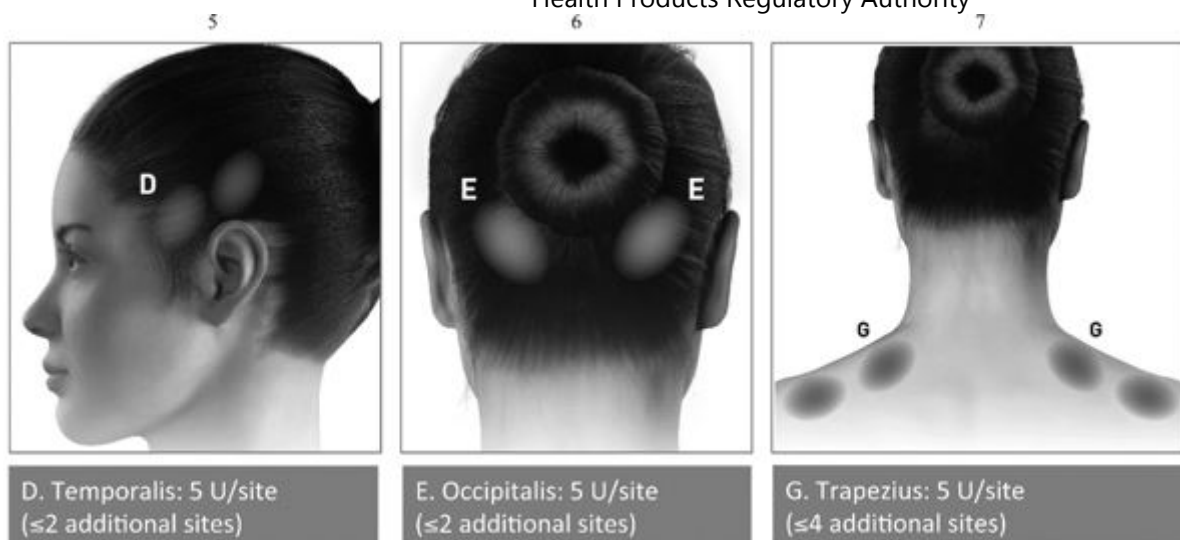 Health Products Regulatory Authority
5 6 7
D
E E
G G
D. Temporalis: 5 U/site
(≤2 additional sites)
E. Occipitalis: 5 U/site
(≤2 additional sites)
G. Trapezius: 5 U/site
(≤4 additional sites)